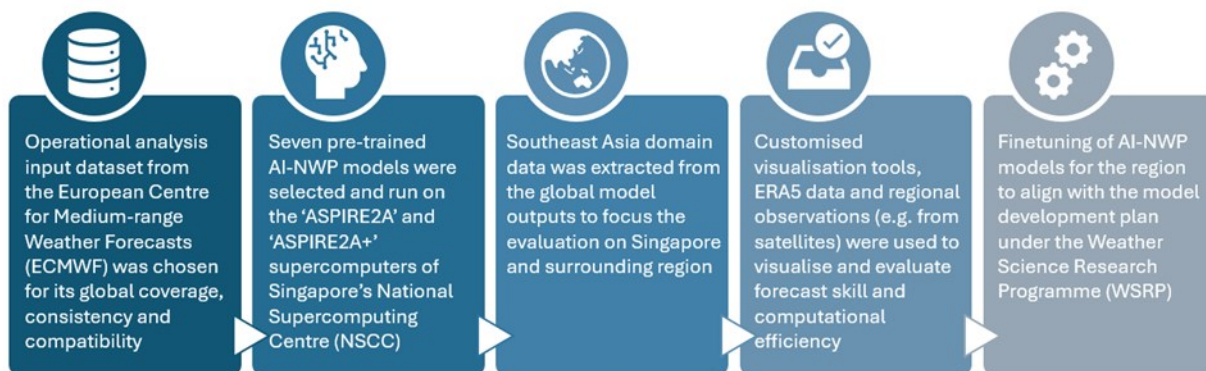 Operational analysis
input dataset from
the European Centre
for Medium-range
Weather Forecasts
(ECMWF) was chosen
for its global coverage,
consistency and
compatibility
Seven pre-trained
AI-NWP models were
selected and run on
the ‘ASPIRE2A’ and
‘ASPIRE2A+’
supercomputers of
Singapore’s National
Supercomputing
Centre (NSCC)
Southeast Asia domain
data was extracted from
the global model
outputs to focus the
evaluation on Singapore
and surrounding region
Customised
visualisation tools,
ERA5 data and regional
observations (e.g. from
satellites) were used to
visualise and evaluate
forecast skill and
computational
efficiency
Finetuning of AI-NWP
models for the region
to align with the model
development plan
under the Weather
Science Research
Programme (WSRP)